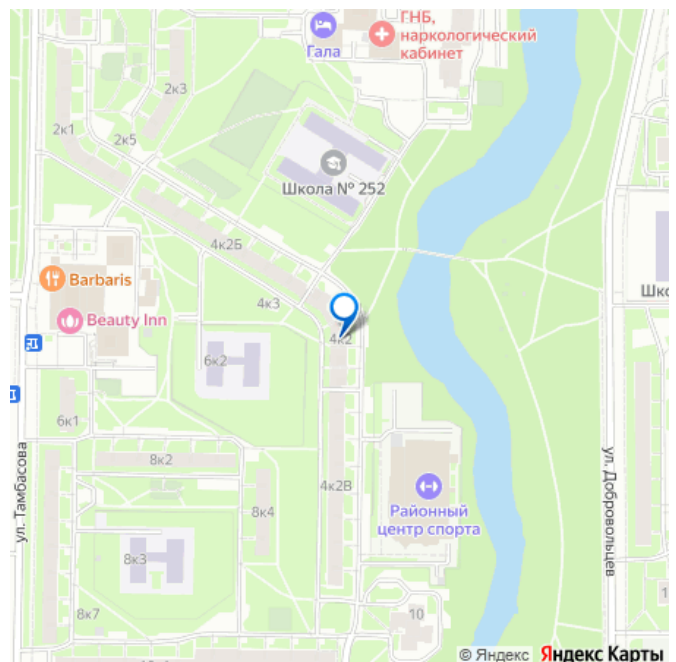 ГНБ,
наркологический
кабинет
Гала
2к3
2к1
2к5
Школа № 252
4к2Б
Barbaris
4к3
Beauty Inn
Шко
4к2
6к2
6к1
ул. Тамбасова
8к2
4к2В
ул. Добровольцев
Районный
центр спорта
8к4
8к3
8к7
10
1
© Яндекс Яндекс Карты